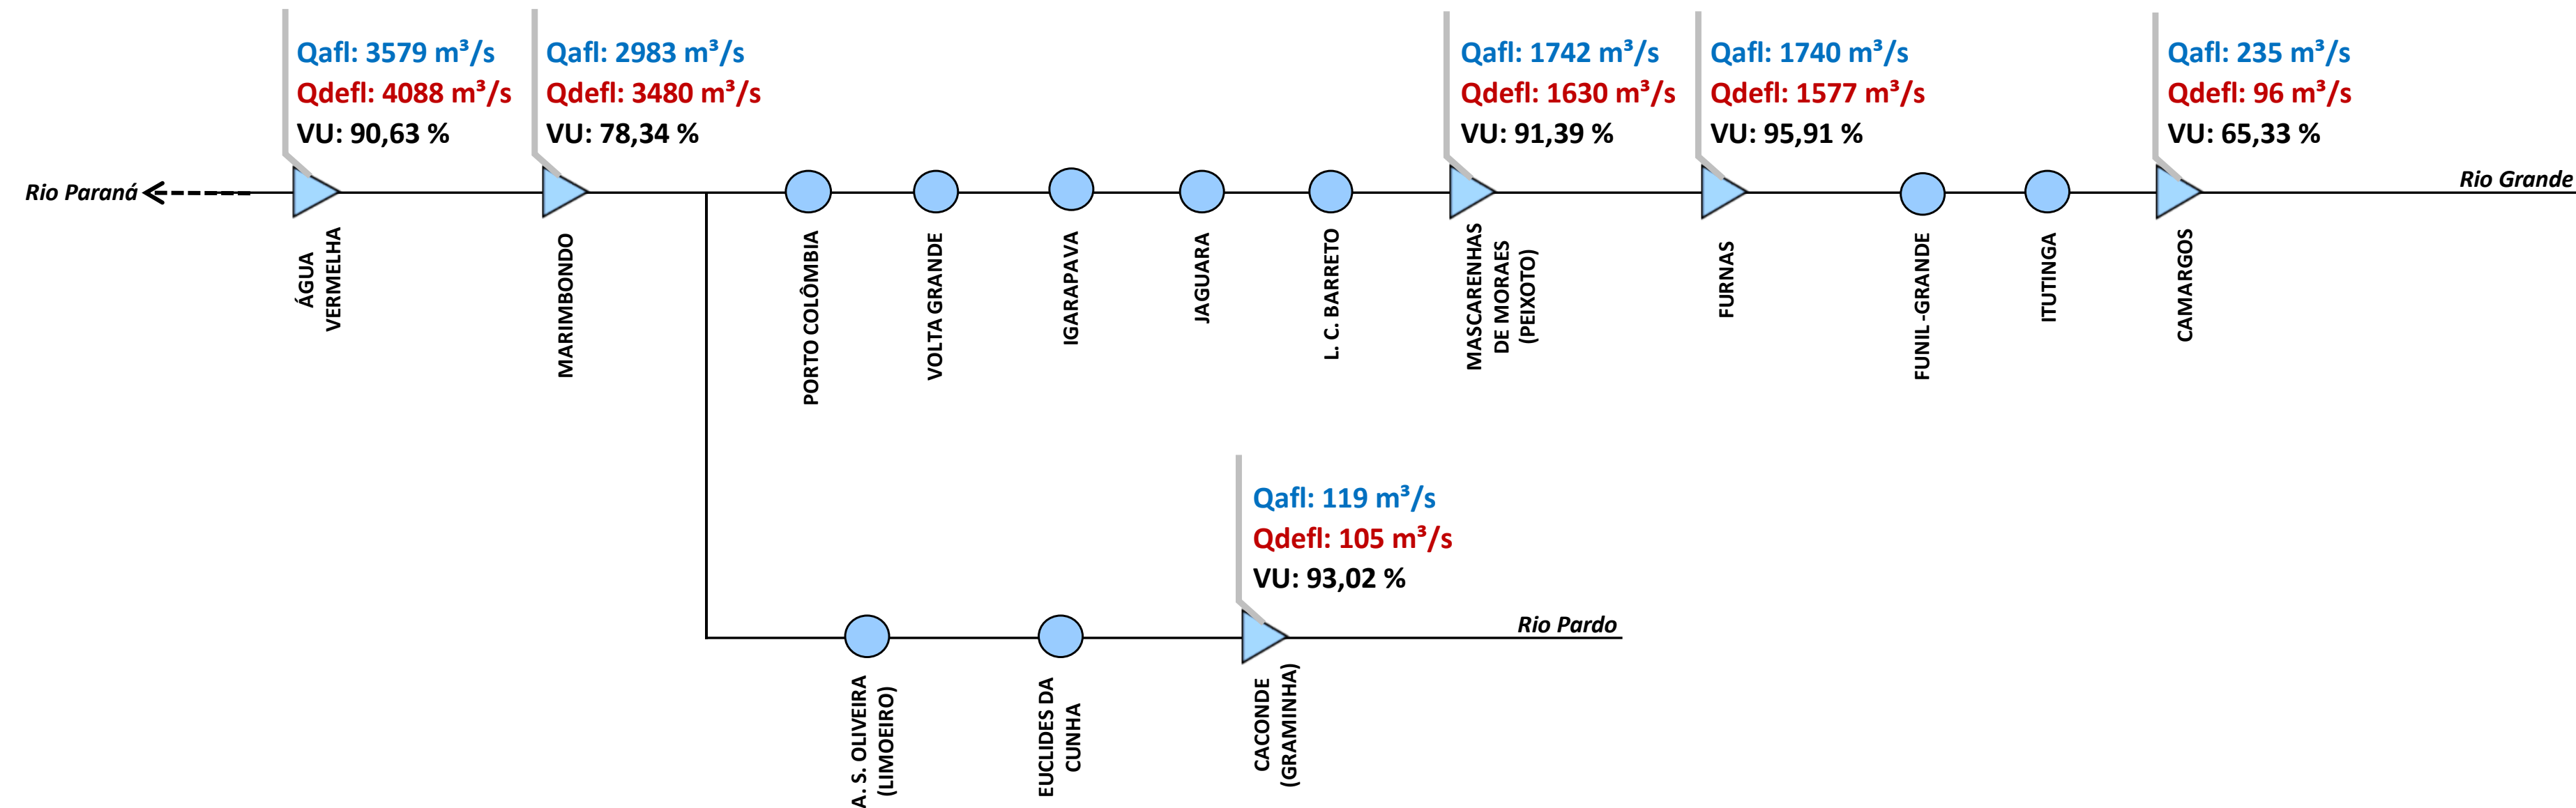 Qafl: 3579 m³/s
Qdefl: 4088 m³/s
VU: 90,63 %
Qafl: 2983 m³/s
Qdefl: 3480 m³/s
VU: 78,34 %
Qafl: 1742 m³/s
Qdefl: 1630 m³/s
VU: 91,39 %
Qafl: 1740 m³/s
Qdefl: 1577 m³/s
VU: 95,91 %
Qafl: 235 m³/s
Qdefl: 96 m³/s
VU: 65,33 %
Rio Paraná
Rio Grande
ÁGUA
VERMELHA
MARIMBONDO
PORTO COLÔMBIA
VOLTA GRANDE
IGARAPAVA
JAGUARA
L. C. BARRETO
MASCARENHAS
DE MORAES
(PEIXOTO)
FURNAS
FUNIL -GRANDE
ITUTINGA
CAMARGOS
Qafl: 119 m³/s
Qdefl: 105 m³/s
VU: 93,02 %
Rio Pardo
A. S. OLIVEIRA
(LIMOEIRO)
EUCLIDES DA
CUNHA
CACONDE
(GRAMINHA)